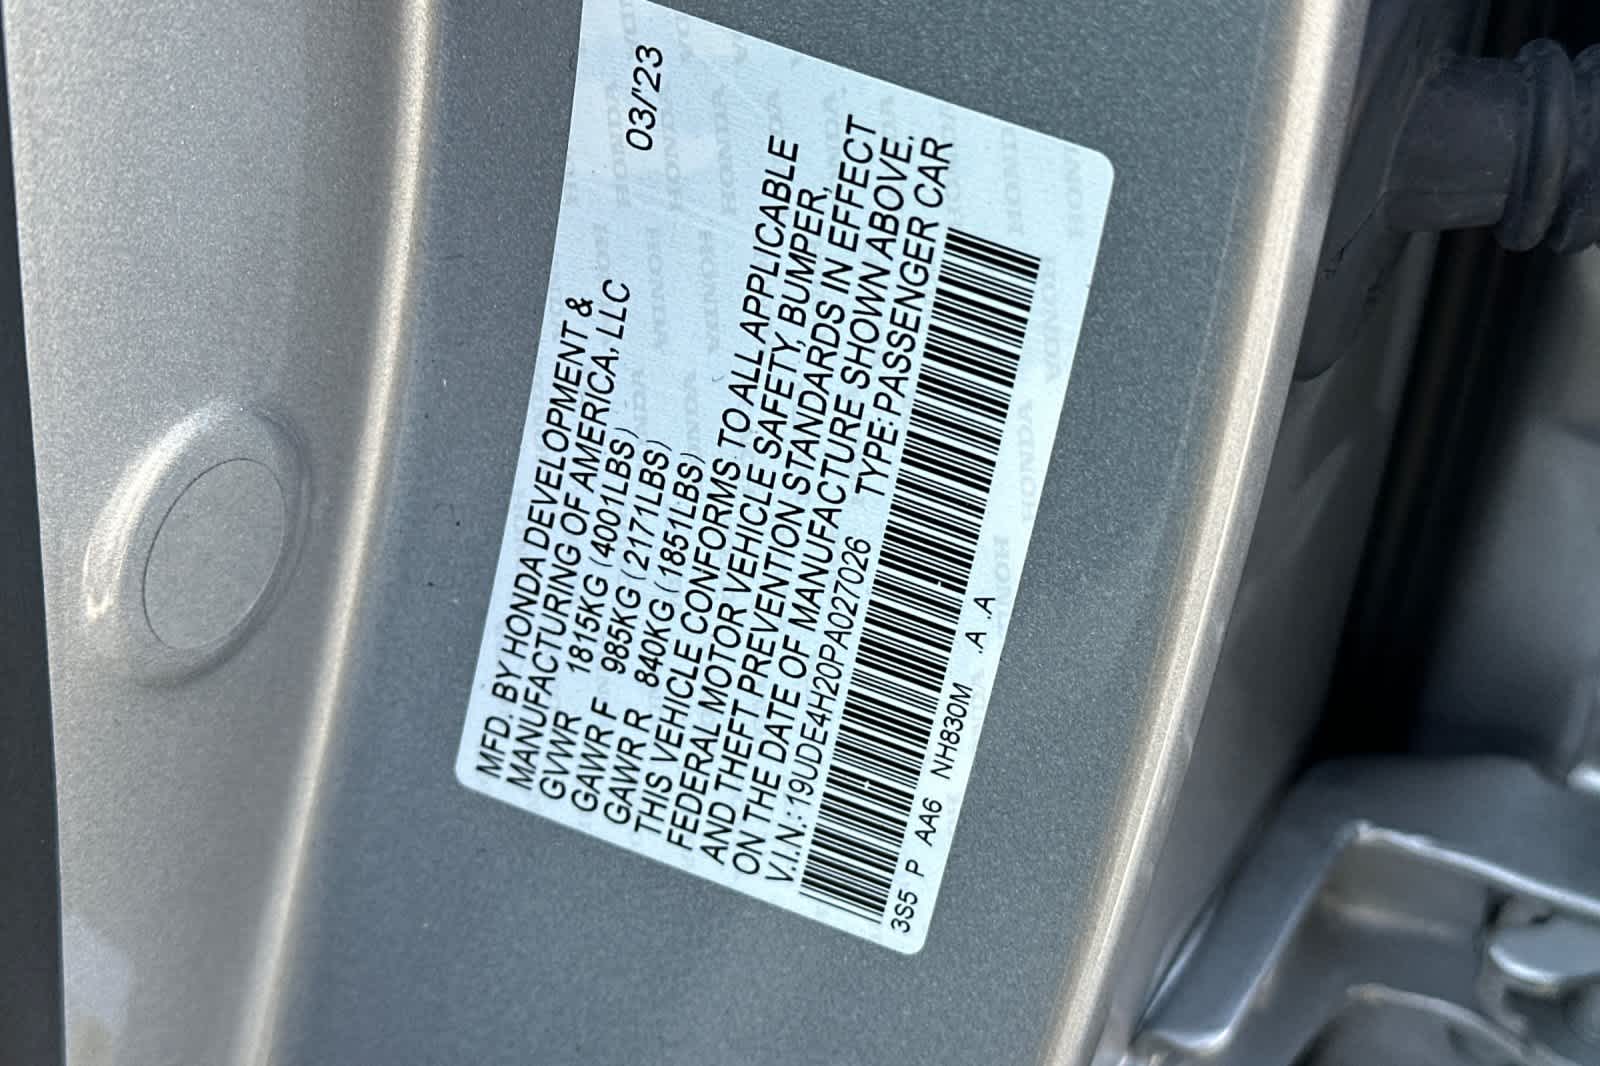 03/'23
MFD. BY HONDA DEVELOPMENT &
MANUFACTURING OF AMERICA, LLC
GVWR 1815KG (4001LBS)
GAWR F 985KG (2171LBS)
GAWR R 840KG (1851LBS)
THIS VEHICLE CONFORMS TO ALL APPLICABLE
FEDERAL MOTOR VEHICLE SAFETY, BUMPER,
AND THEFT PREVENTION STANDARDS IN EFFECT
ON THE DATE OF MANUFACTURE SHOWN ABOVE.
V.I.N.: 19UDE4H20PA027026 TYPE: PASSENGER CAR
3S5 P AA6 NH830M A .A